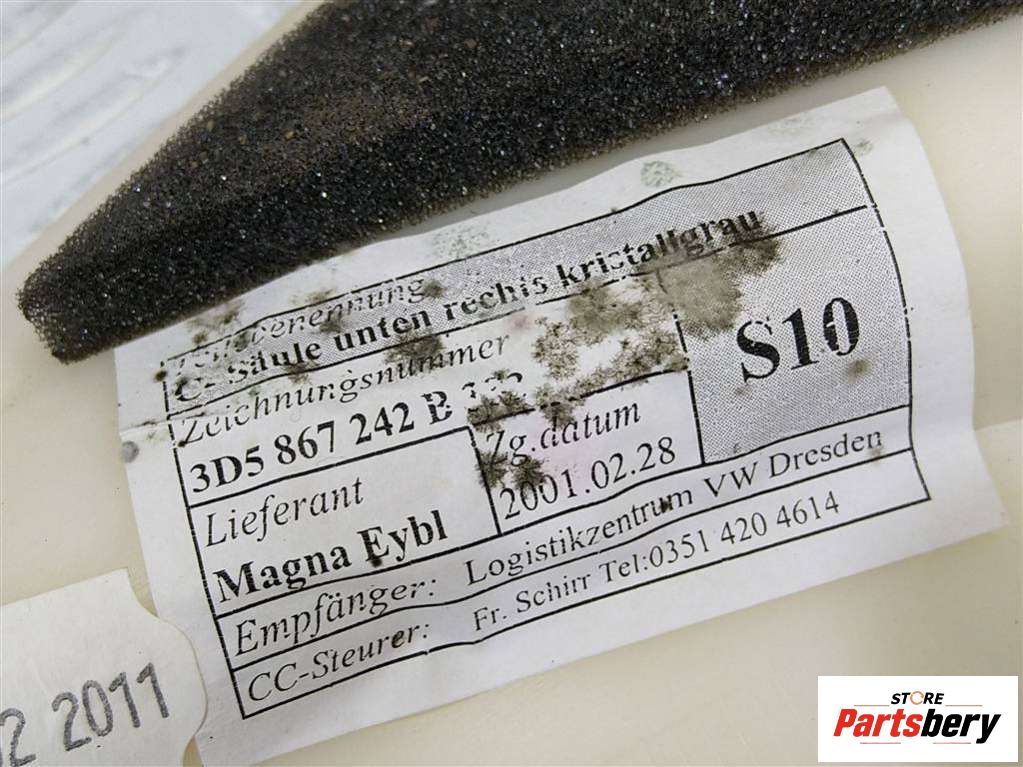 C- Säule unten rechts kristallgrau
Zeichnungsnummer
3D5 867 242 B
S10
Lieferant
Zg.datum
Magna Eybl
2001.02.28
Empfänger: Logistikzentrum VW Dresden
CC-Steurer: Fr. Schirr Tel:0351 420 4614
2 2011
STORE
Partsbery